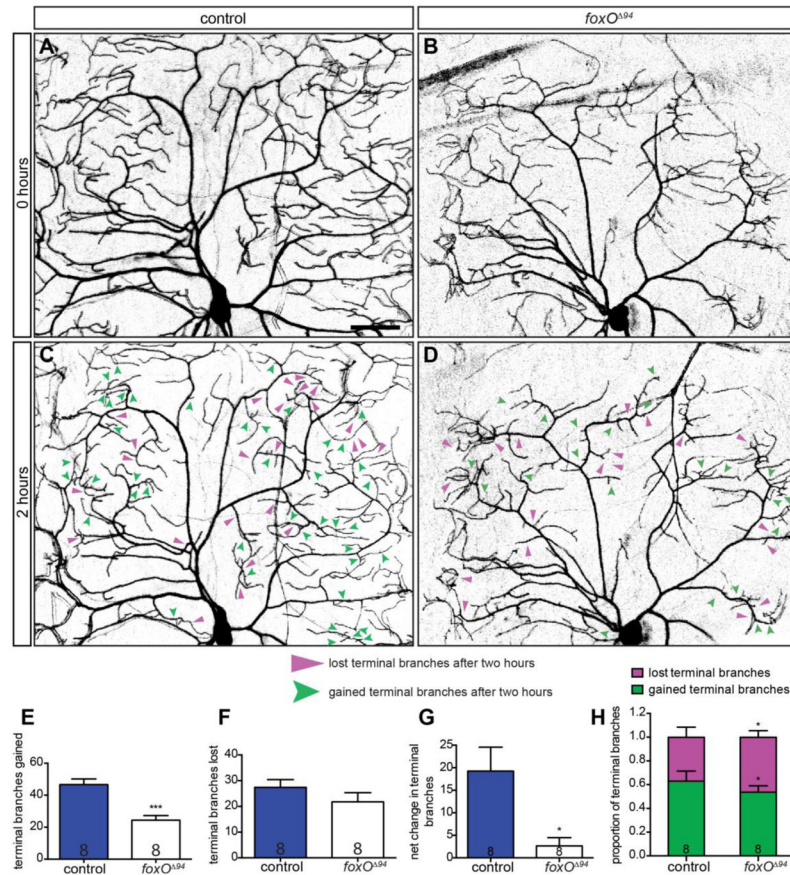 control
foxOΔ94
0 hours
A
B
2 hours
C
D
lost terminal branches after two hours
gained terminal branches after two hours
lost terminal branches
gained terminal branches
E
terminal branches gained
60
40
20
0
***
8
8
control
foxOΔ94
F
terminal branches lost
40
30
20
10
0
8
8
control
foxOΔ94
G
net change in terminal
branches
25
20
15
10
5
0
*
8
8
control
foxOΔ94
H
proportion of terminal branches
1.2
1.0
0.8
0.6
0.4
0.2
0.0
*
*
8
8
control
foxOΔ94